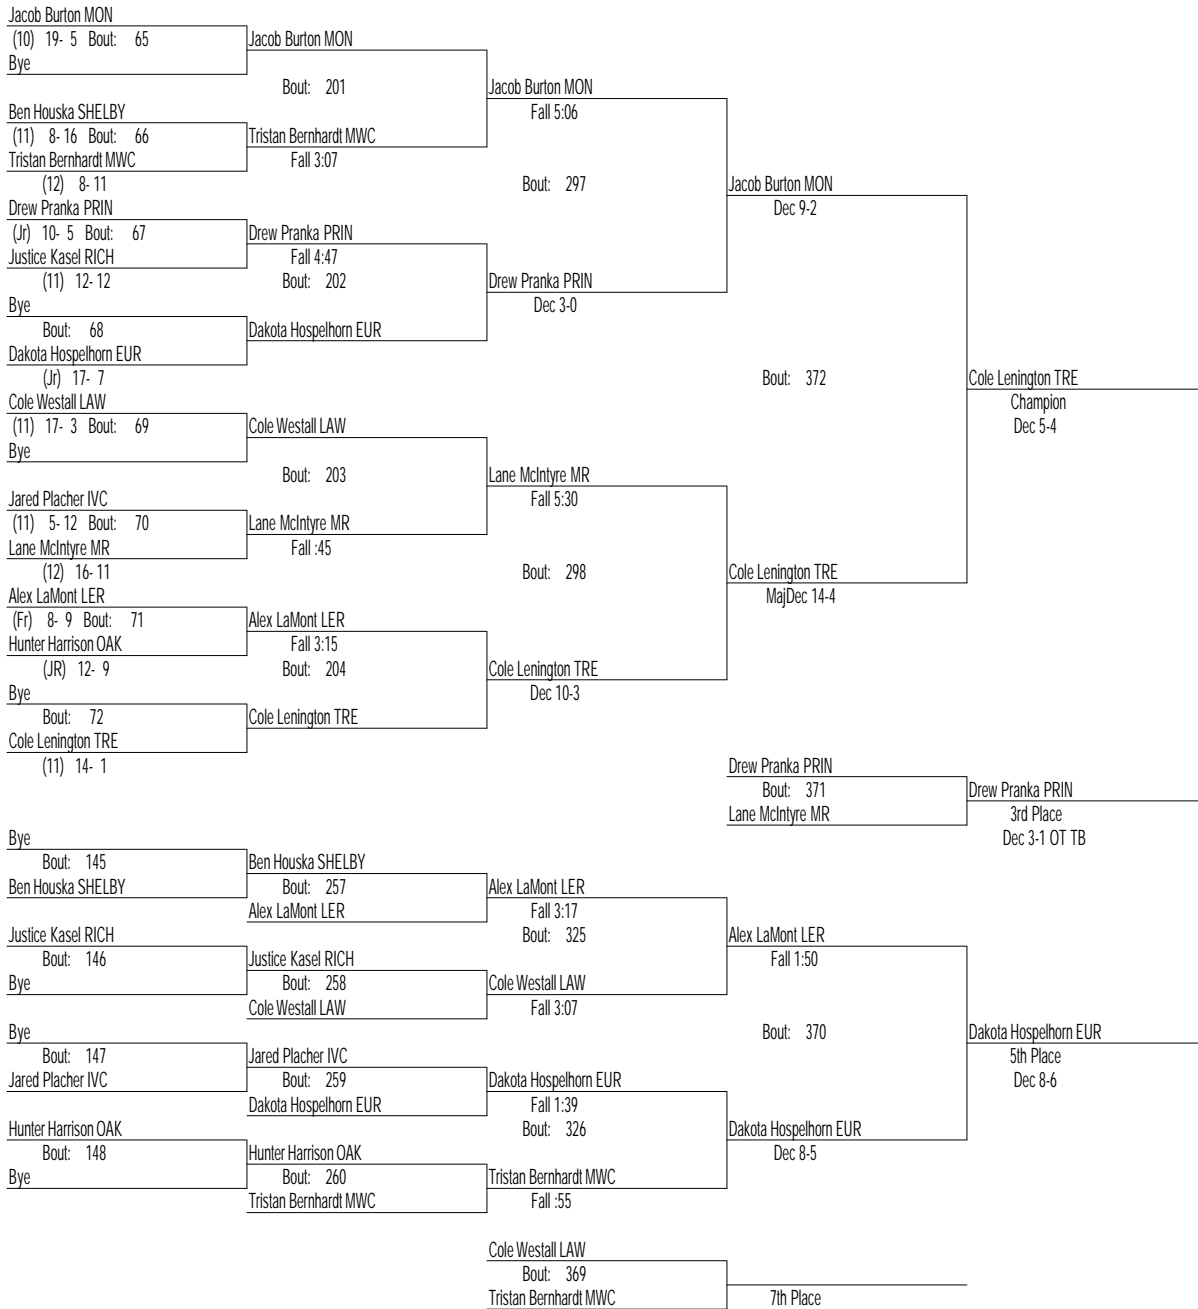 Jacob Burton MON
(10) 19- 5 Bout: 65
Jacob Burton MON
Bye
Bout: 201
Jacob Burton MON
Fall 5:06
Ben Houska SHELBY
(11) 8- 16 Bout: 66
Tristan Bernhardt MWC
Tristan Bernhardt MWC
Fall 3:07
(12) 8- 11
Bout: 297
Jacob Burton MON
Dec 9-2
Drew Pranka PRIN
(Jr) 10- 5 Bout: 67
Drew Pranka PRIN
Justice Kasel RICH
Fall 4:47
(11) 12- 12
Bout: 202
Drew Pranka PRIN
Dec 3-0
Bye
Bout: 68
Dakota Hospelhorn EUR
Dakota Hospelhorn EUR
(Jr) 17- 7
Bout: 372
Cole Lenington TRE
Champion
Dec 5-4
Cole Westall LAW
(11) 17- 3 Bout: 69
Cole Westall LAW
Bye
Bout: 203
Lane McIntyre MR
Fall 5:30
Jared Placher IVC
(11) 5- 12 Bout: 70
Lane McIntyre MR
Lane McIntyre MR
Fall :45
(12) 16- 11
Bout: 298
Cole Lenington TRE
MajDec 14-4
Alex LaMont LER
(Fr) 8- 9 Bout: 71
Alex LaMont LER
Hunter Harrison OAK
Fall 3:15
(JR) 12- 9
Bout: 204
Cole Lenington TRE
Dec 10-3
Bye
Bout: 72
Cole Lenington TRE
Cole Lenington TRE
(11) 14- 1
Drew Pranka PRIN
Bout: 371
Drew Pranka PRIN
Lane McIntyre MR
3rd Place
Dec 3-1 OT TB
Bye
Bout: 145
Ben Houska SHELBY
Ben Houska SHELBY
Bout: 257
Alex LaMont LER
Alex LaMont LER
Fall 3:17
Bout: 325
Alex LaMont LER
Fall 1:50
Justice Kasel RICH
Bout: 146
Justice Kasel RICH
Bye
Bout: 258
Cole Westall LAW
Cole Westall LAW
Fall 3:07
Bye
Bout: 147
Bout: 370
Dakota Hospelhorn EUR
5th Place
Dec 8-6
Jared Placher IVC
Jared Placher IVC
Bout: 259
Dakota Hospelhorn EUR
Dakota Hospelhorn EUR
Fall 1:39
Bout: 326
Dakota Hospelhorn EUR
Dec 8-5
Hunter Harrison OAK
Bout: 148
Hunter Harrison OAK
Bye
Bout: 260
Tristan Bernhardt MWC
Tristan Bernhardt MWC
Fall :55
Cole Westall LAW
Bout: 369
Tristan Bernhardt MWC
7th Place